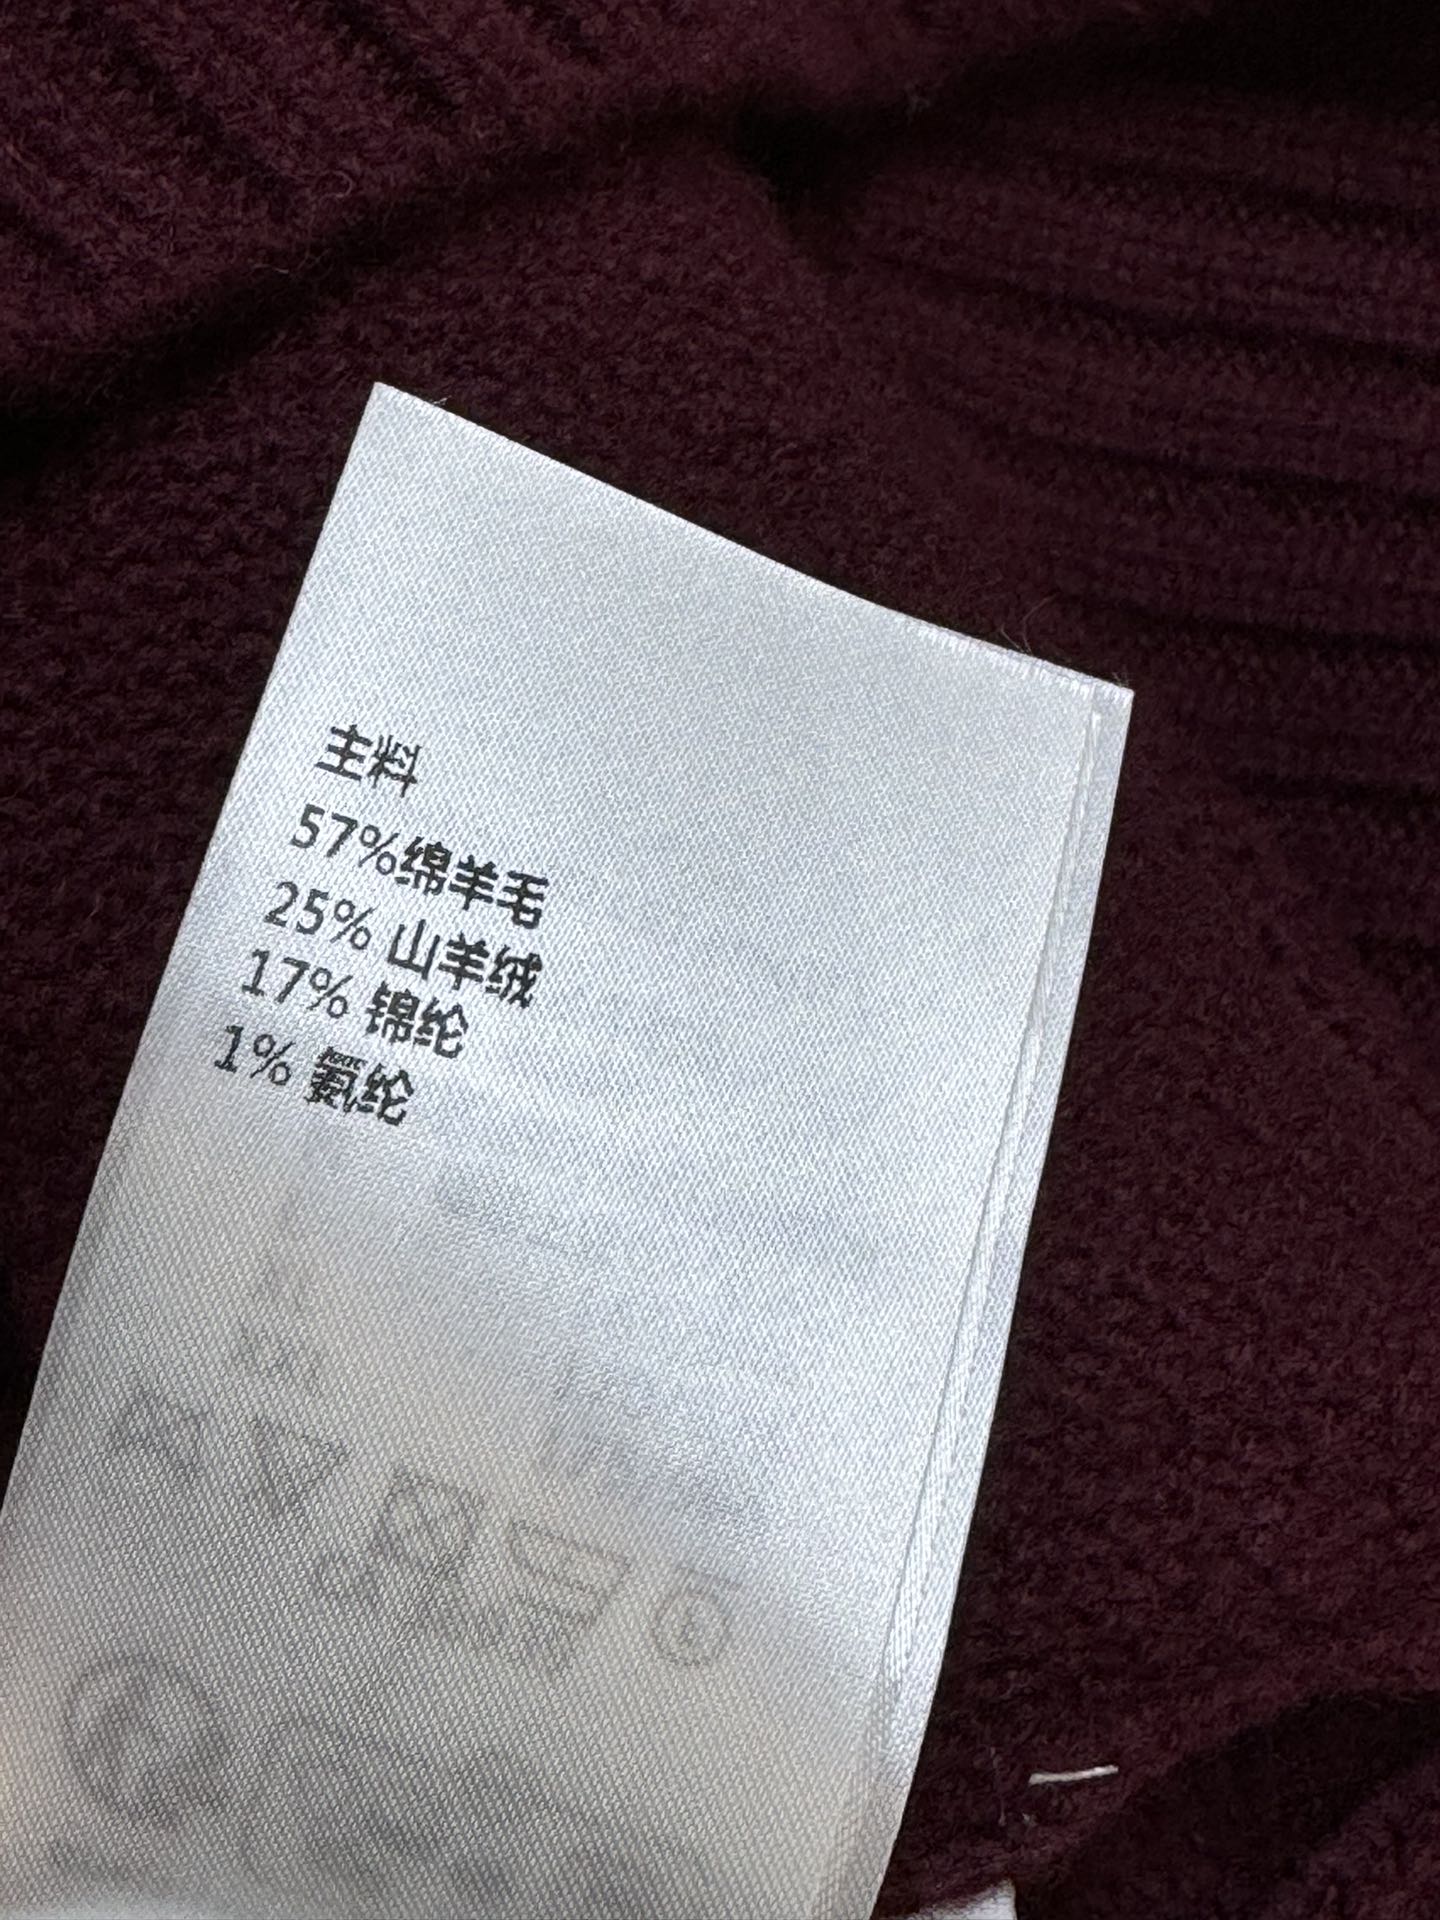 主料
57%绵羊毛
25% 山羊绒
17% 锦纶
1% 氨纶